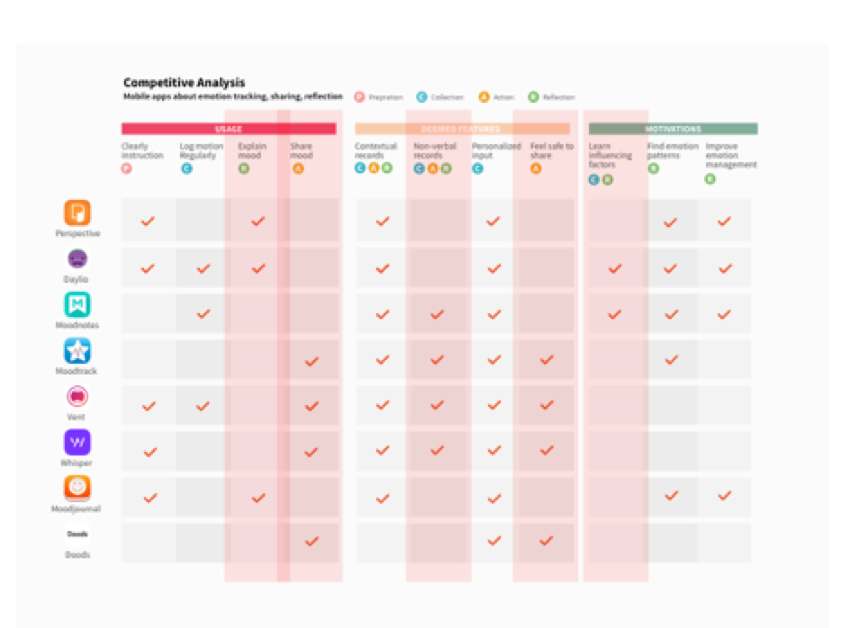 Competitive Analysis
Mobile apps about emotion tracking, sharing, reflection
P Prepration C Collection A Action R Reflection
USAGE DESIRED FEATURES MOTIVATIONS
Clearly instruction
P
Log motion Regularly
C
Explain mood
R
Share mood
A
Contextual records
C A R
Non-verbal records
C A R
Personalized input
C
Feel safe to share
A
Learn influencing factors
C R
Find emotion patterns
R
Improve emotion management
R
Perspective
Daylio
Moodnotes
Moodtrack
Vent
Whisper
Moodjournal
Doods
Doods